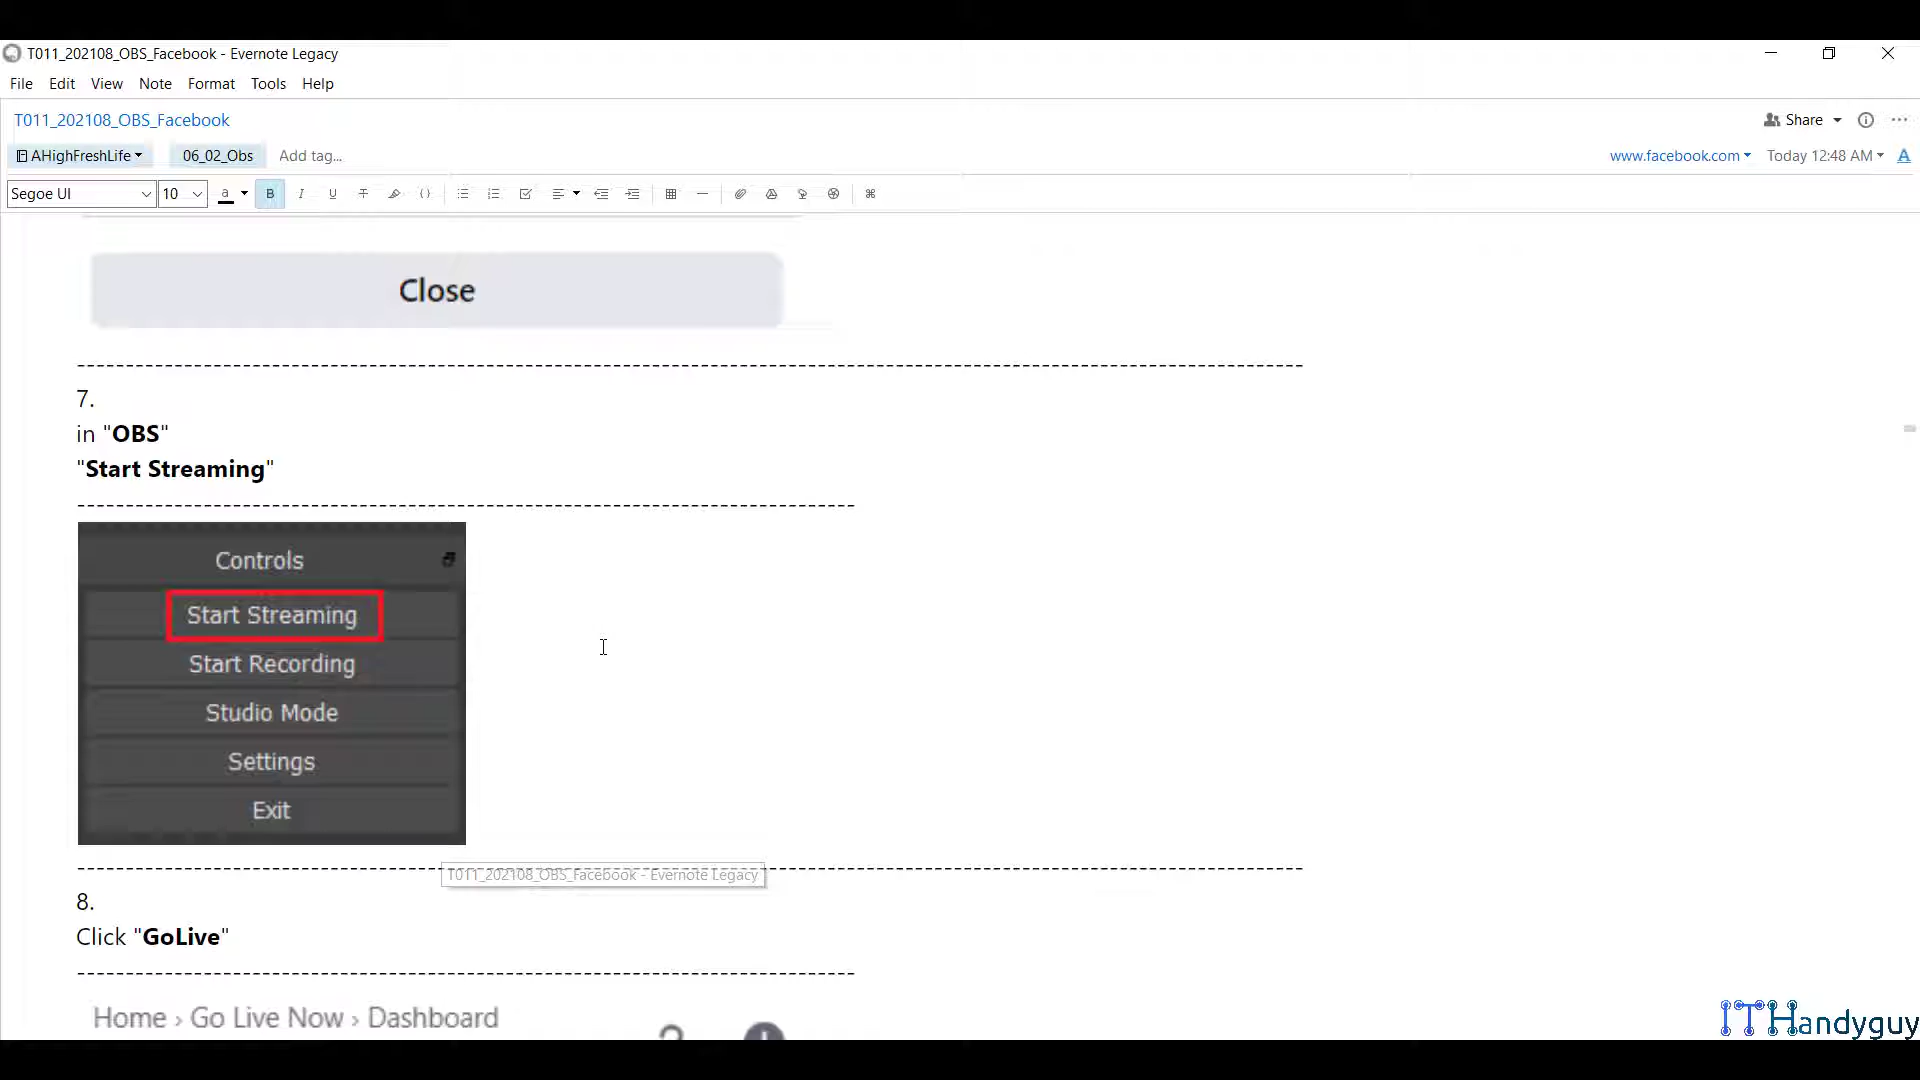 T011_202108_OBS_Facebook - Evernote Legacy
File Edit View Note Format Tools Help
T011_202108_OBS_Facebook
Share
AHighFreshLife 06_02_Obs Add tag...
www.facebook.com Today 12:48 AM
Segoe UI 10 a B I U T
Close
7.
in "OBS"
"Start Streaming"
Controls
Start Streaming
Start Recording
Studio Mode
Settings
Exit
T011_202108_OBS_Facebook - Evernote Legacy
8.
Click "GoLive"
Home › Go Live Now › Dashboard
ITHandyguy